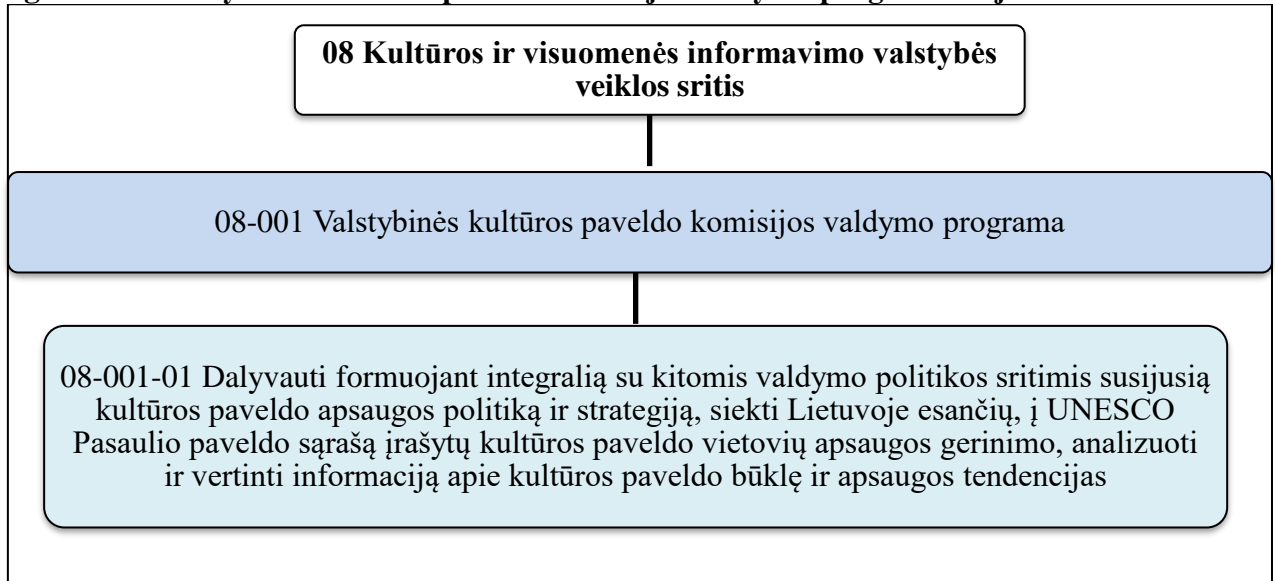 08 Kultūros ir visuomenės informavimo valstybės
veiklos sritis
08-001 Valstybinės kultūros paveldo komisijos valdymo programa
08-001-01 Dalyvauti formuojant integralią su kitomis valdymo politikos sritimis susijusią
kultūros paveldo apsaugos politiką ir strategiją, siekti Lietuvoje esančių, į UNESCO
Pasaulio paveldo sąrašą įrašytų kultūros paveldo vietovių apsaugos gerinimo, analizuoti
ir vertinti informaciją apie kultūros paveldo būklę ir apsaugos tendencijas